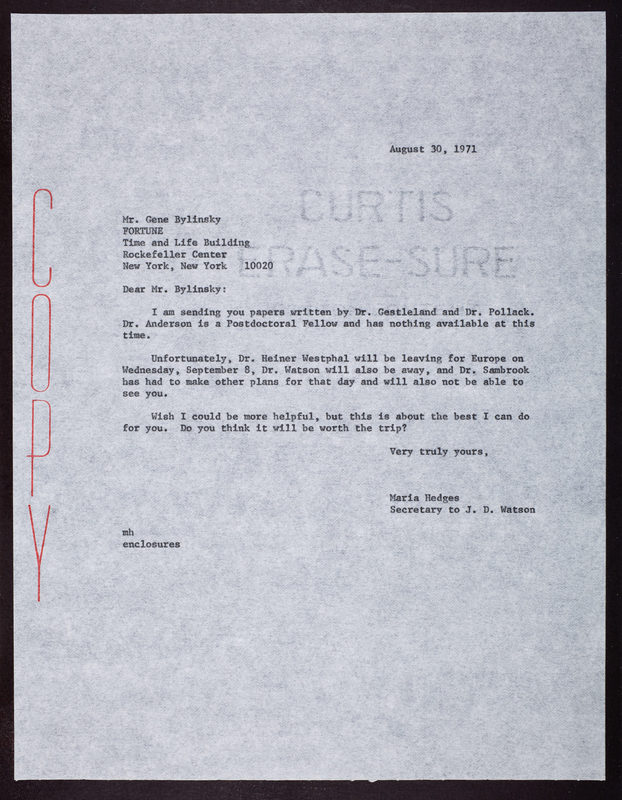 August 30, 1971
CURTIS
ERASE-SURE
COPY
Mr. Gene Bylinsky
FORTUNE
Time and Life Building
Rockefeller Center
New York, New York 10020
Dear Mr. Bylinsky:
I am sending you papers written by Dr. Gestleland and Dr. Pollack.
Dr. Anderson is a Postdoctoral Fellow and has nothing available at this
time.
Unfortunately, Dr. Heiner Westphal will be leaving for Europe on
Wednesday, September 8, Dr. Watson will also be away, and Dr. Sambrook
has had to make other plans for that day and will also not be able to
see you.
Wish I could be more helpful, but this is about the best I can do
for you. Do you think it will be worth the trip?
Very truly yours,
Maria Hedges
Secretary to J. D. Watson
mh
enclosures